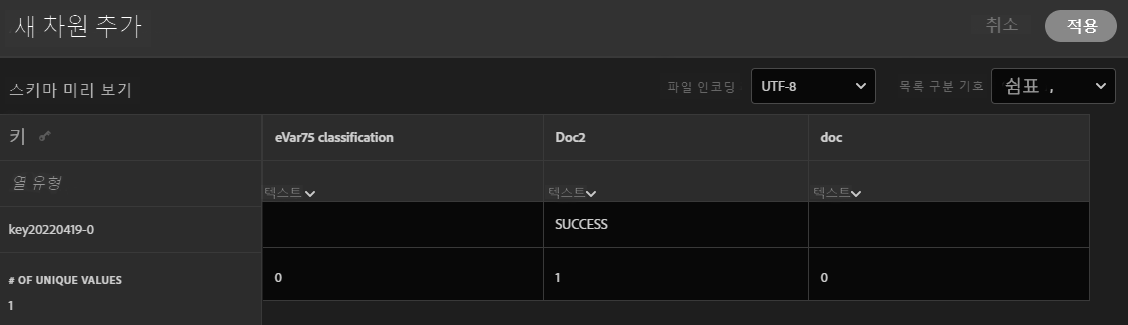 새 차원 추가
취소
적용
스키마 미리 보기
파일 인코딩
UTF-8
목록 구분 기호
쉼표 ,
키
eVar75 classification
Doc2
doc
열 유형
텍스트
텍스트
텍스트
key20220419-0
SUCCESS
# OF UNIQUE VALUES
1
0
1
0